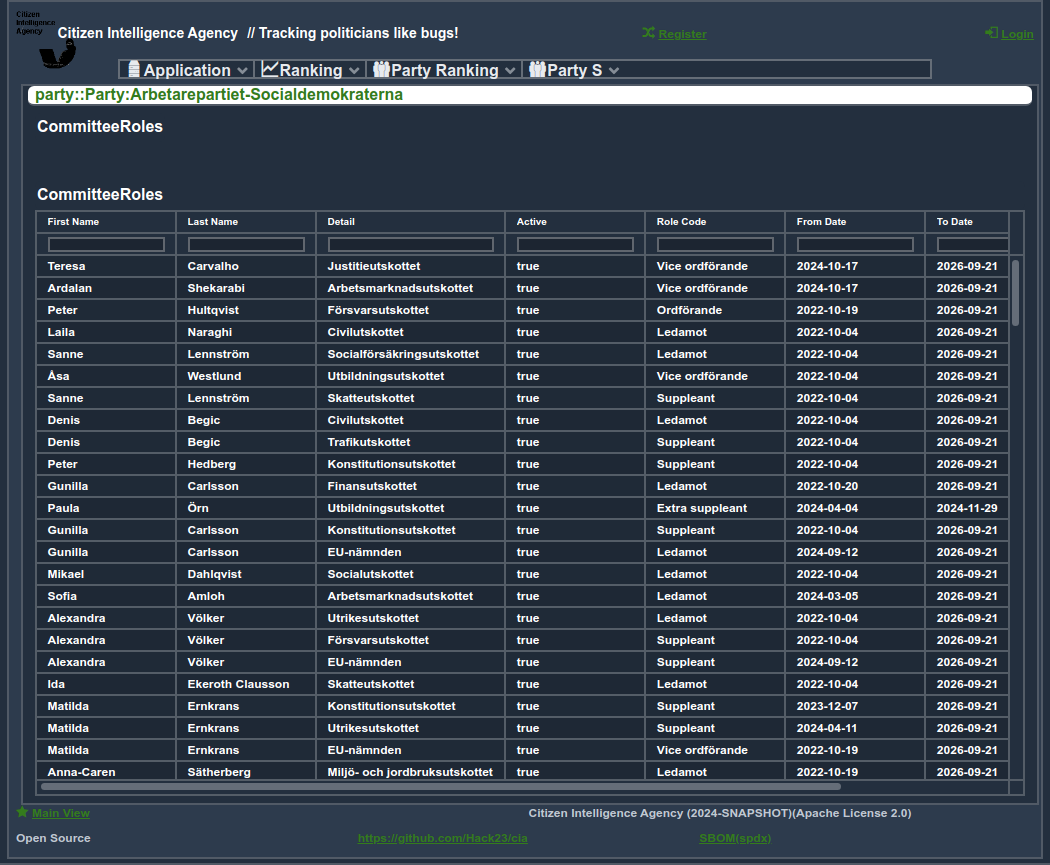 Citizen
Intelligence
Agency
Citizen Intelligence Agency // Tracking politicians like bugs!
Register
Login
Application Ranking Party Ranking Party S
party::Party:Arbetarepartiet-Socialdemokraterna
CommitteeRoles
CommitteeRoles
First Name Last Name Detail Active Role Code From Date To Date
Teresa Carvalho Justitieutskottet true Vice ordförande 2024-10-17 2026-09-21
Ardalan Shekarabi Arbetsmarknadsutskottet true Vice ordförande 2024-10-17 2026-09-21
Peter Hultqvist Försvarsutskottet true Ordförande 2022-10-19 2026-09-21
Laila Naraghi Civilutskottet true Ledamot 2022-10-04 2026-09-21
Sanne Lennström Socialförsäkringsutskottet true Ledamot 2022-10-04 2026-09-21
Åsa Westlund Utbildningsutskottet true Vice ordförande 2022-10-04 2026-09-21
Sanne Lennström Skatteutskottet true Suppleant 2022-10-04 2026-09-21
Denis Begic Civilutskottet true Ledamot 2022-10-04 2026-09-21
Denis Begic Trafikutskottet true Suppleant 2022-10-04 2026-09-21
Peter Hedberg Konstitutionsutskottet true Suppleant 2022-10-04 2026-09-21
Gunilla Carlsson Finansutskottet true Ledamot 2022-10-20 2026-09-21
Paula Örn Utbildningsutskottet true Extra suppleant 2024-04-04 2024-11-29
Gunilla Carlsson Konstitutionsutskottet true Suppleant 2022-10-04 2026-09-21
Gunilla Carlsson EU-nämnden true Ledamot 2024-09-12 2026-09-21
Mikael Dahlqvist Socialutskottet true Ledamot 2022-10-04 2026-09-21
Sofia Amloh Arbetsmarknadsutskottet true Ledamot 2024-03-05 2026-09-21
Alexandra Völker Utrikesutskottet true Ledamot 2022-10-04 2026-09-21
Alexandra Völker Försvarsutskottet true Suppleant 2022-10-04 2026-09-21
Alexandra Völker EU-nämnden true Suppleant 2024-09-12 2026-09-21
Ida Ekeroth Clausson Skatteutskottet true Ledamot 2022-10-04 2026-09-21
Matilda Ernkrans Konstitutionsutskottet true Suppleant 2023-12-07 2026-09-21
Matilda Ernkrans Utrikesutskottet true Suppleant 2024-04-11 2026-09-21
Matilda Ernkrans EU-nämnden true Vice ordförande 2022-10-19 2026-09-21
Anna-Caren Sätherberg Miljö- och jordbruksutskottet true Ledamot 2022-10-19 2026-09-21
Main View Citizen Intelligence Agency (2024-SNAPSHOT)(Apache License 2.0)
Open Source https://github.com/Hack23/cia SBOM(spdx)